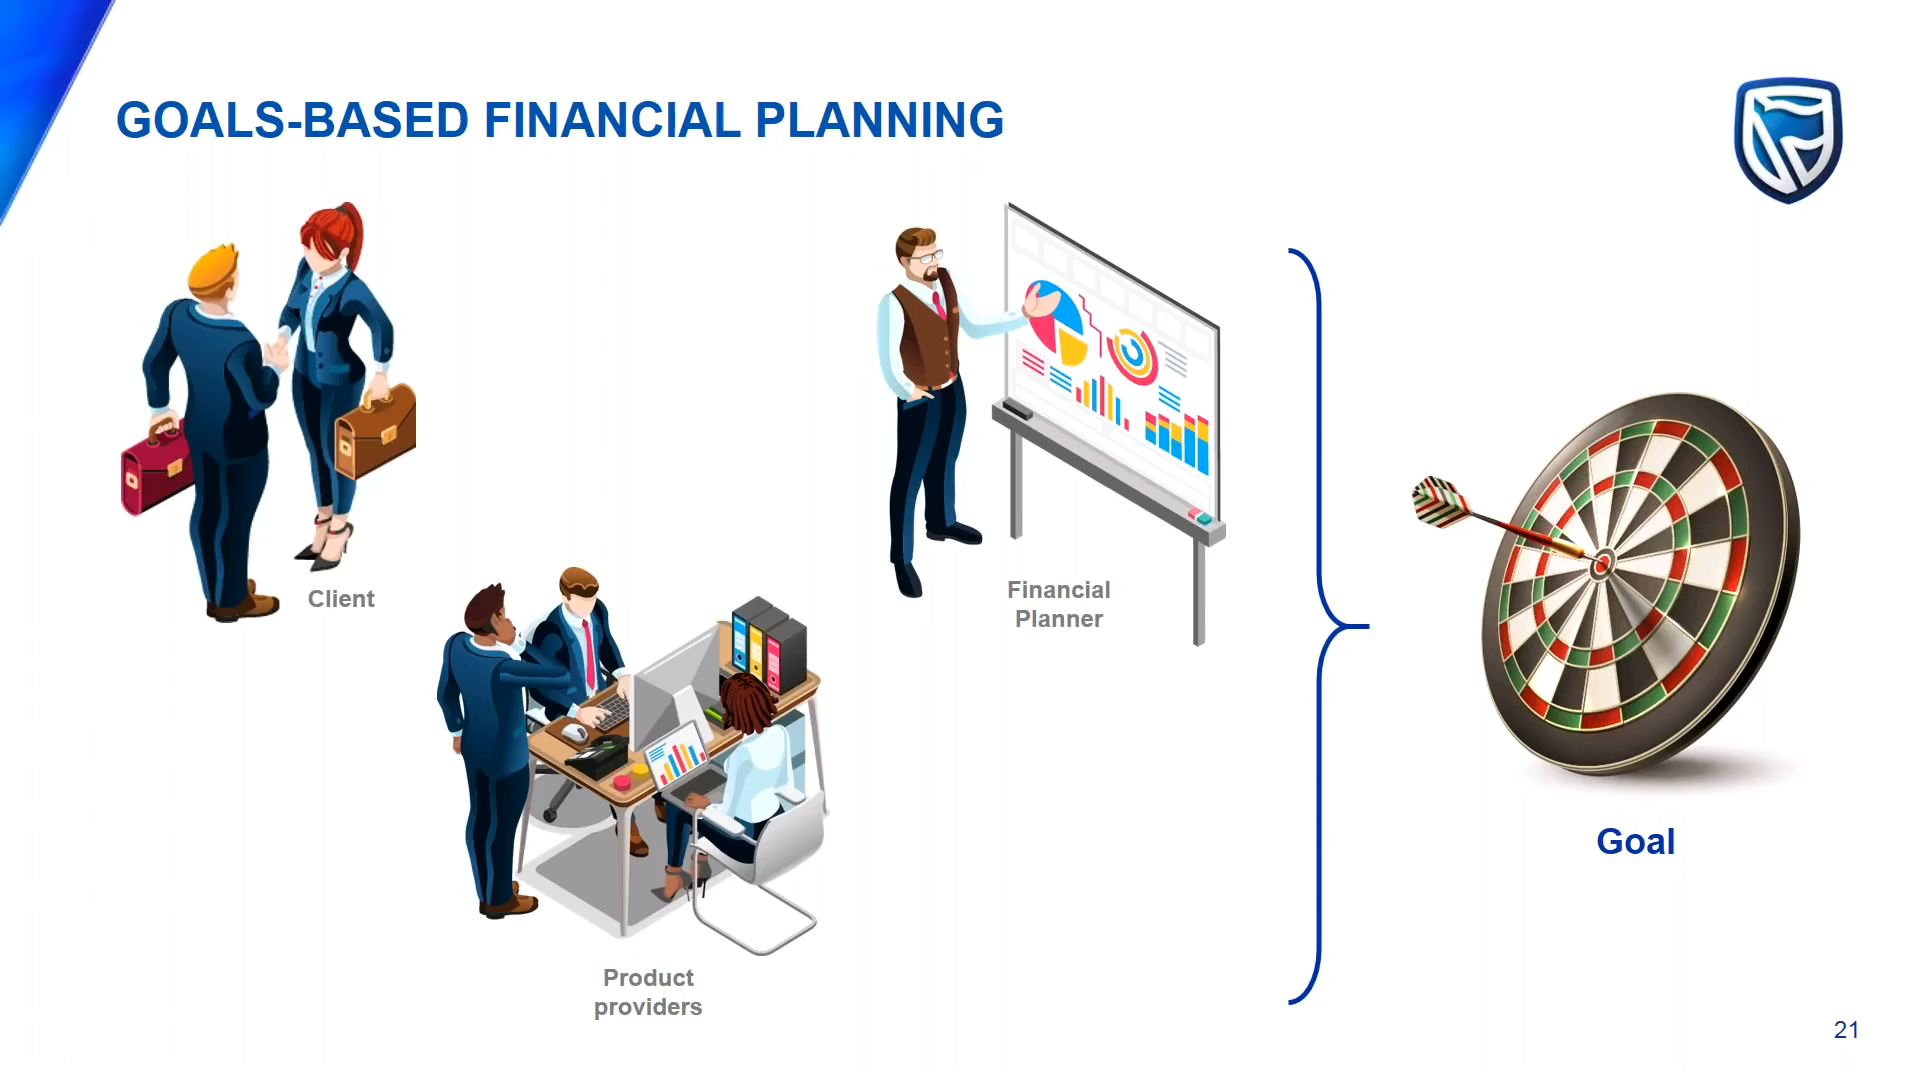 GOALS-BASED FINANCIAL PLANNING
Client
Financial
Planner
Product
providers
Goal
21